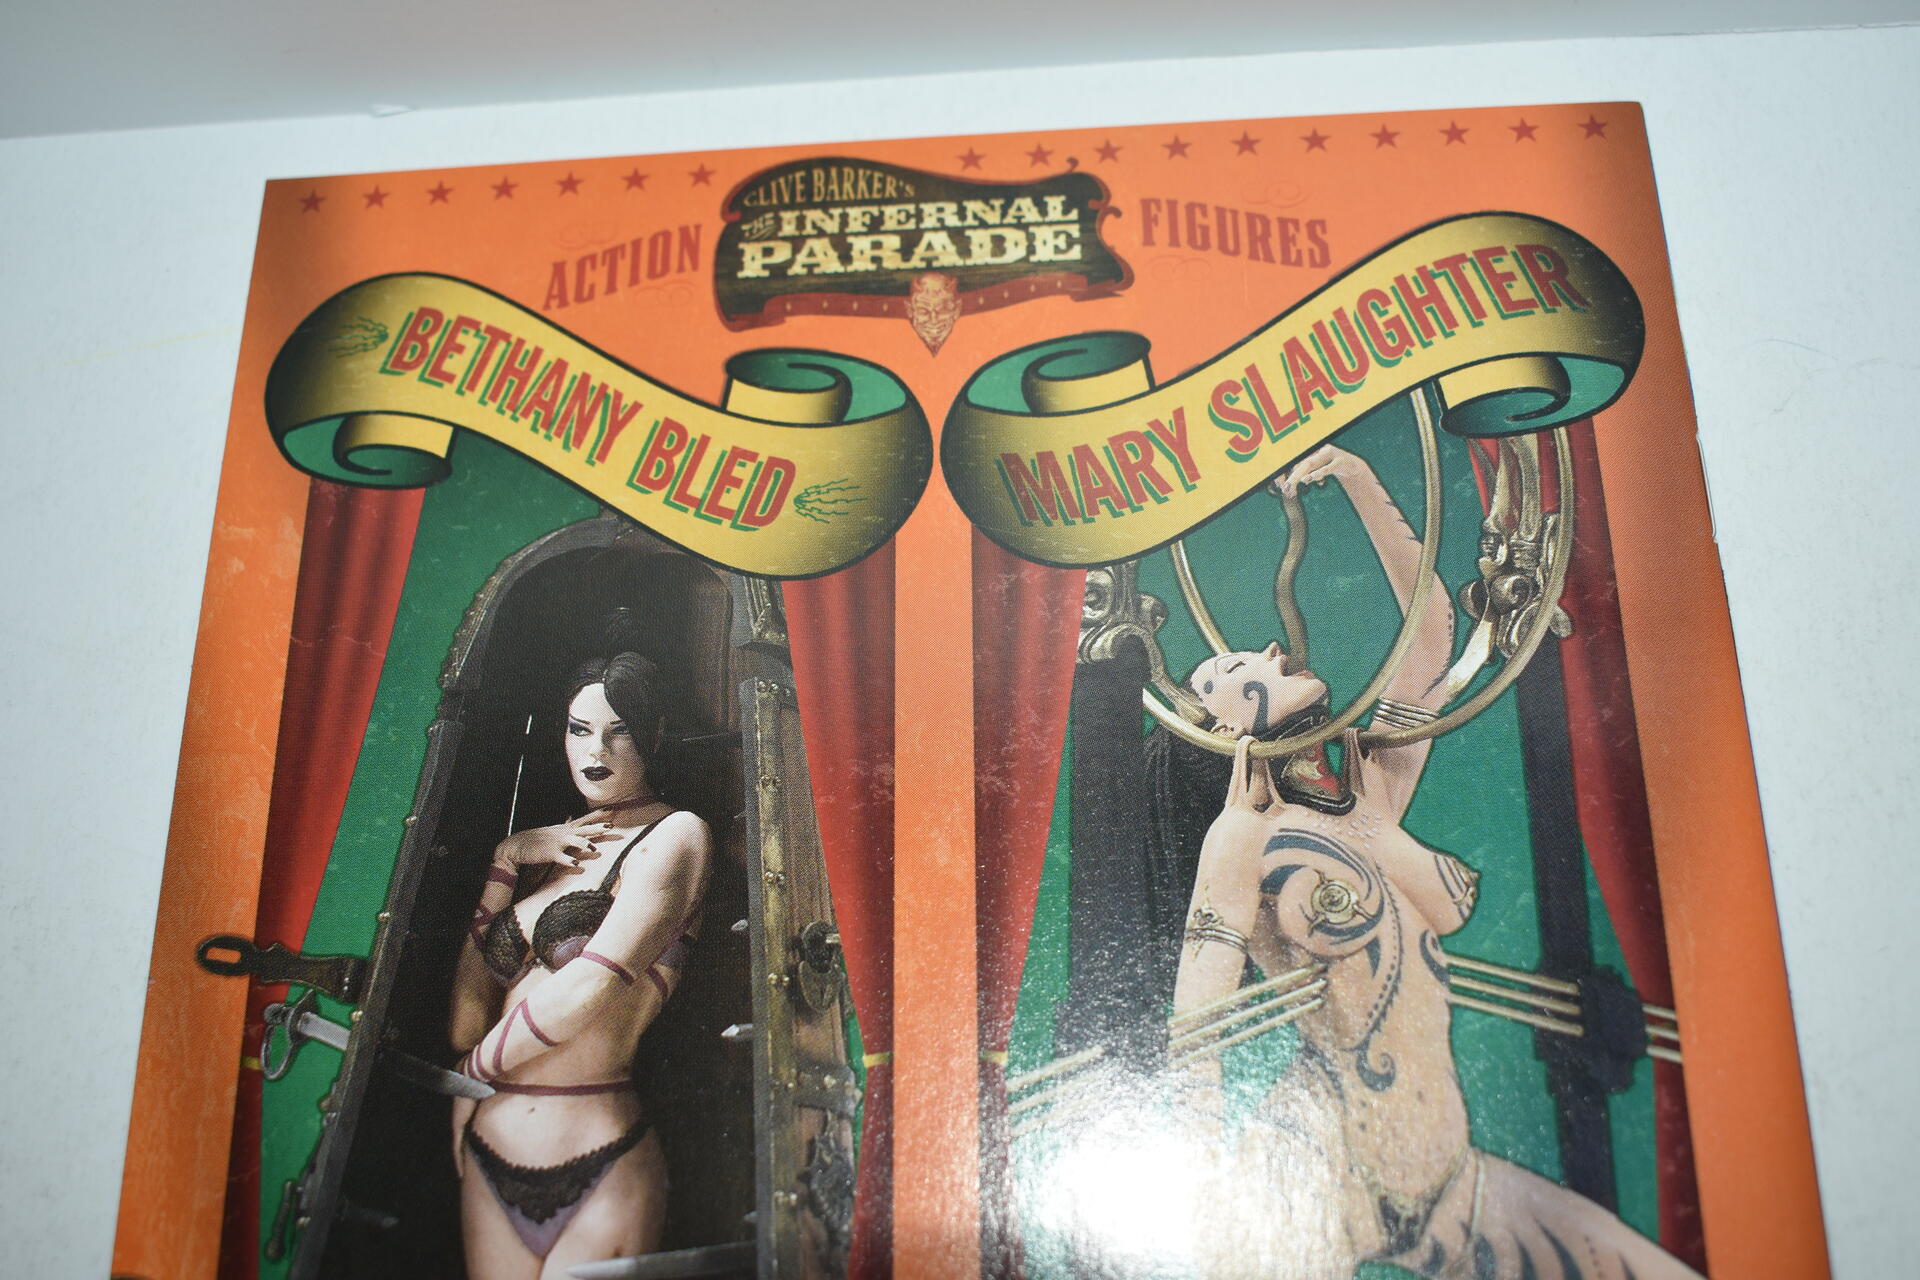 CLIVE BARKER'S
THE INFERNAL
PARADE
ACTION FIGURES
BETHANY BLED
MARY SLAUGHTER